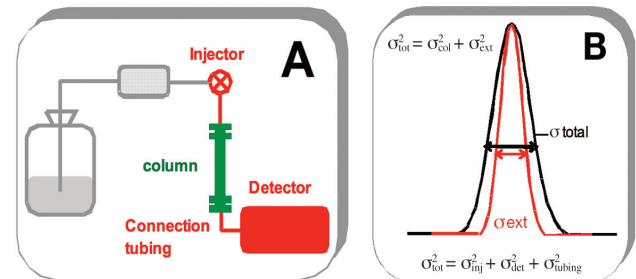 A
Injector
column
Detector
Connection
tubing
B
σ²tot = σ²col + σ²ext
σ total
σext
σ²tot = σ²inj + σ²det + σ²tubing